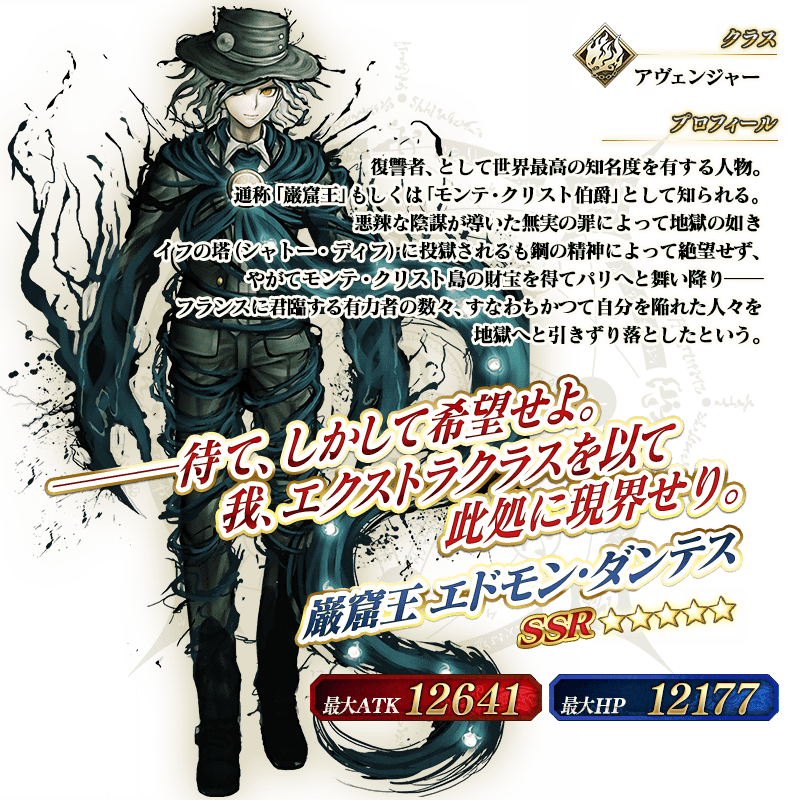 クラス
アヴェンジャー
プロフィール
復讐者、として世界最高の知名度を有する人物。
通称「巌窟王」もしくは「モンテ・クリスト伯爵」として知られる。
悪辣な陰謀が導いた無実の罪によって地獄の如き
イフの塔(シャトー・ディフ)に投獄されるも鋼の精神によって絶望せず、
やがてモンテ・クリスト島の財宝を得てパリへと舞い降り――
フランスに君臨する有力者の数々、すなわちかつて自分を陥れた人々を
地獄へと引きずり落としたという。
――待て、しかして希望せよ。
我、エクストラクラスを以て
此処に現界せり。
巌窟王 エドモン・ダンテス
SSR ☆☆☆☆☆
最大ATK 12641
最大HP 12177